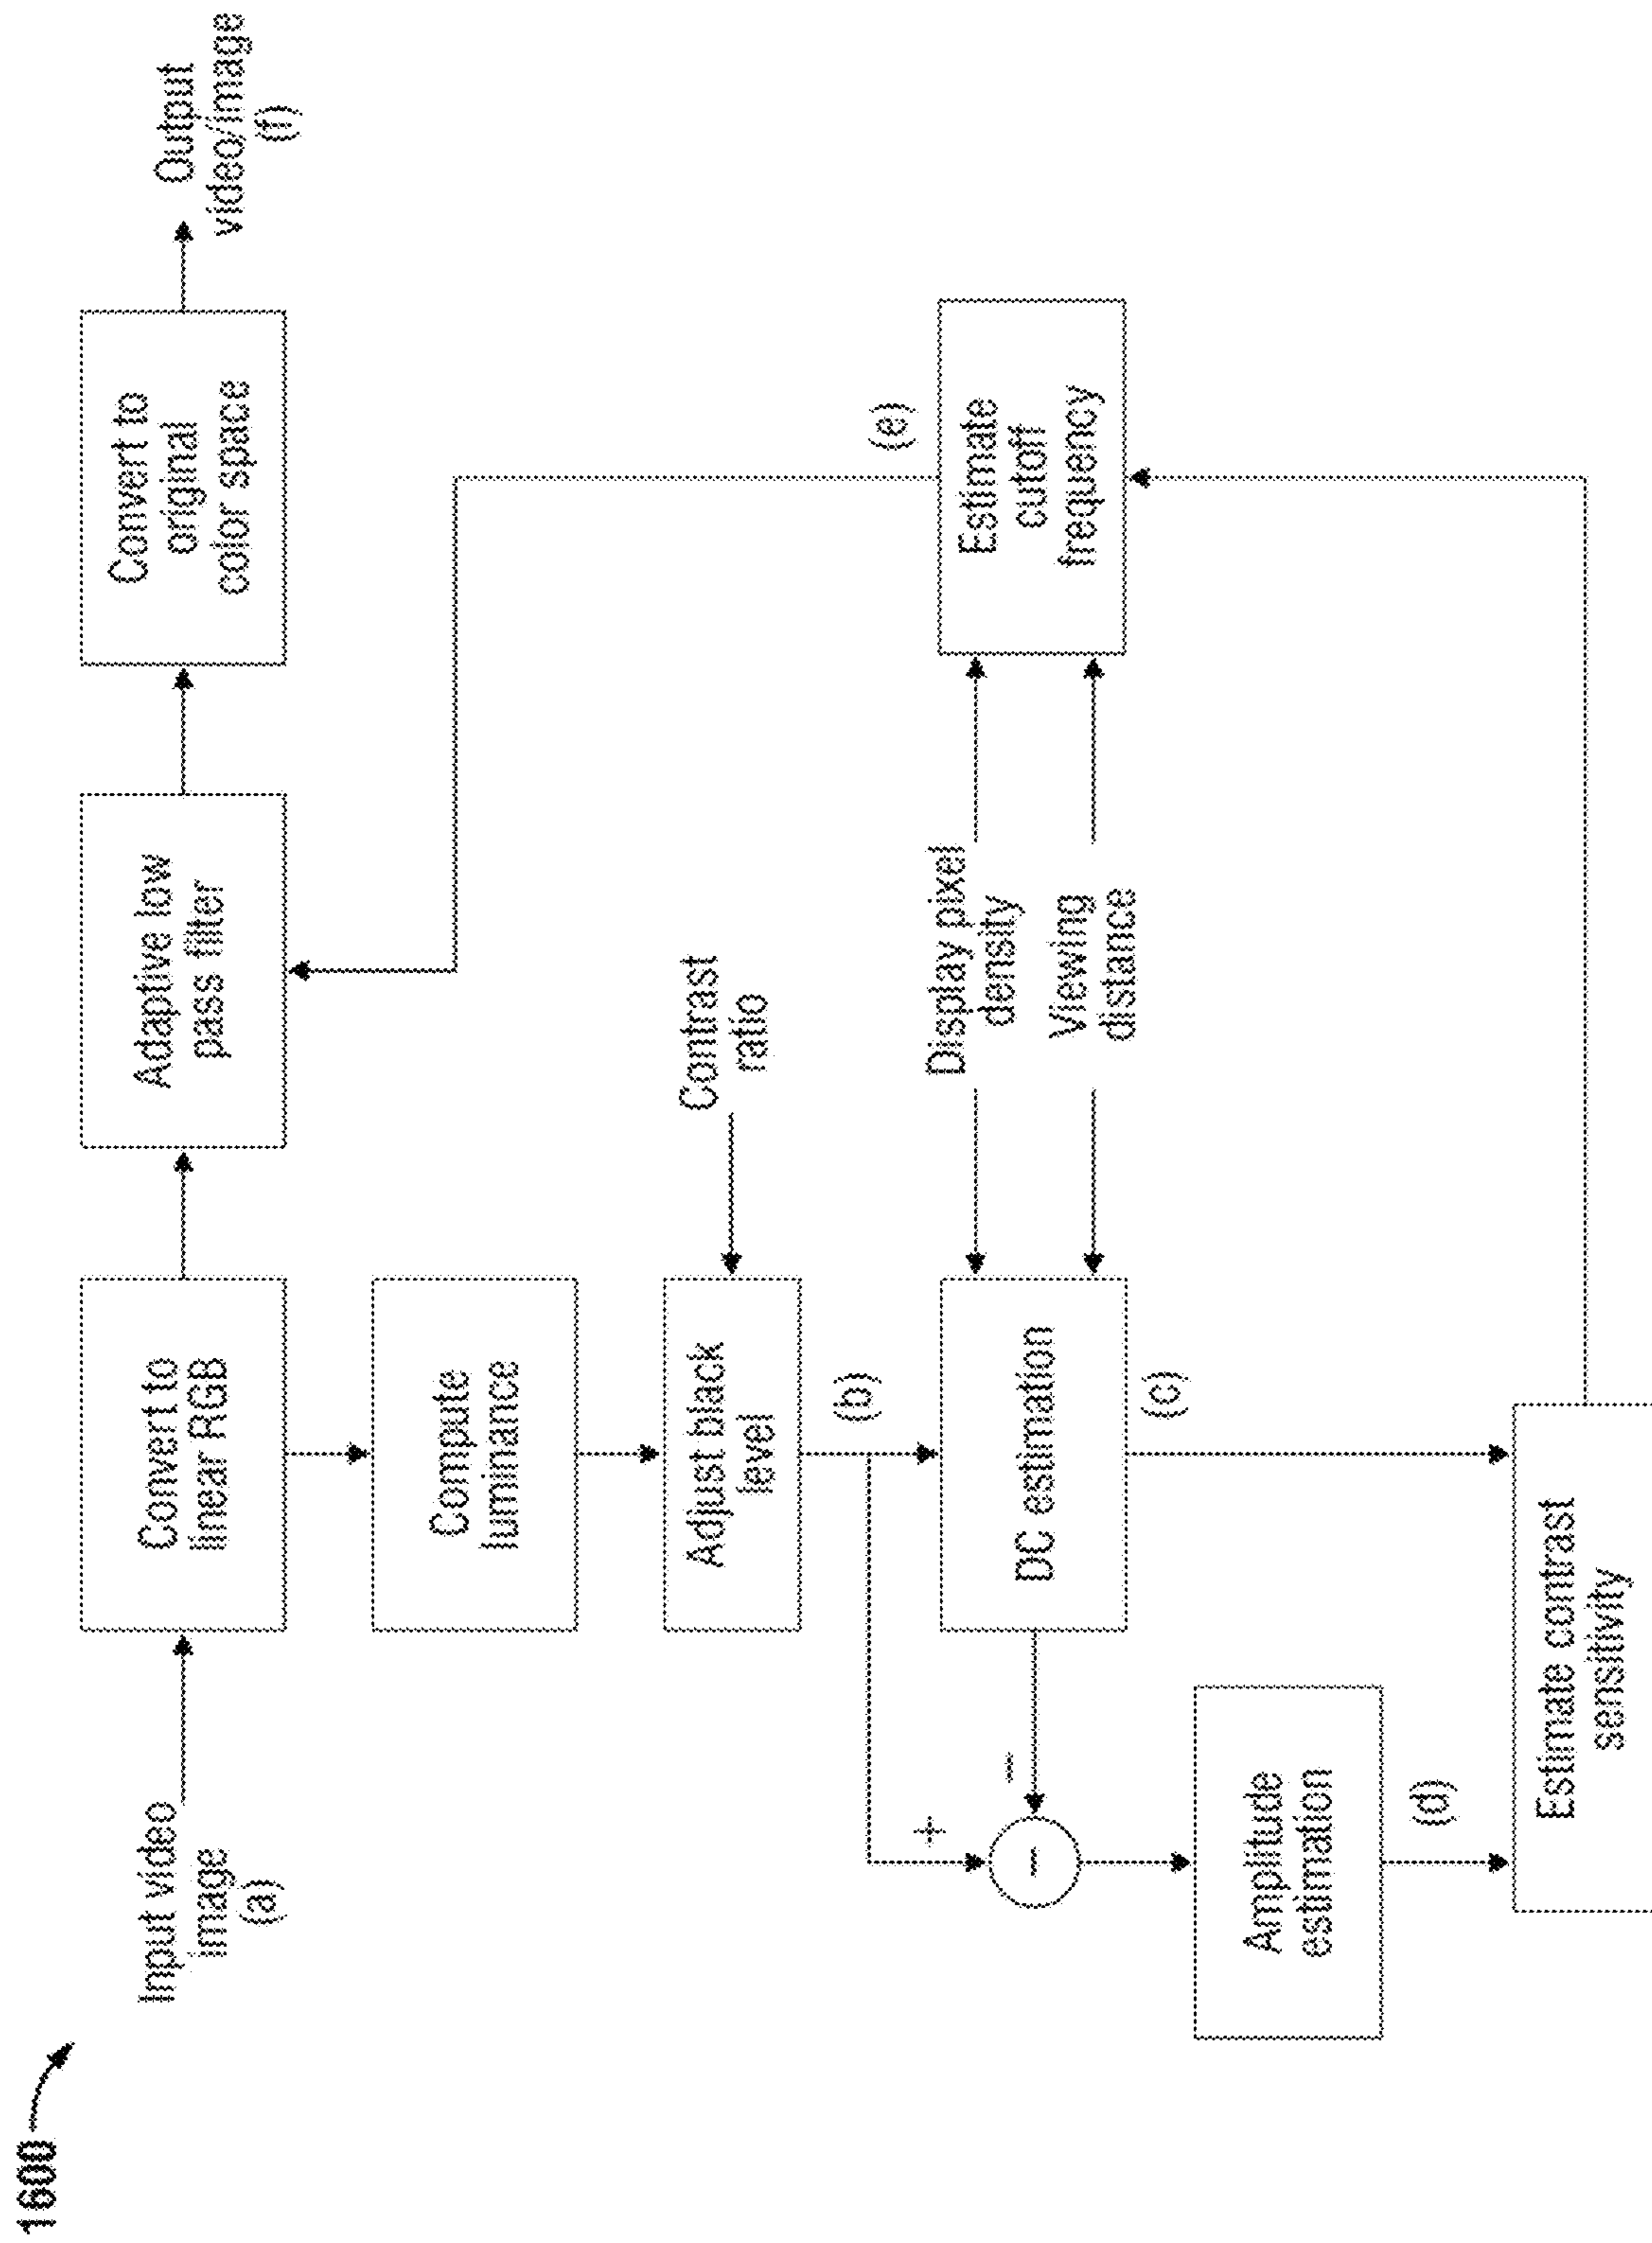 1600
Input video
image
(a)
Convert to
linear RGB
Adaptive low
pass filter
Convert to
original
color space
Output
video/image
(f)
Compute
luminance
Adjust black
level
Contrast
ratio
(b)
(e)
DC estimation
Display pixel
density
Viewing
distance
Estimate
cutoff
frequency
+
-
-
(c)
Amplitude
estimation
(d)
Estimate contrast
sensitivity